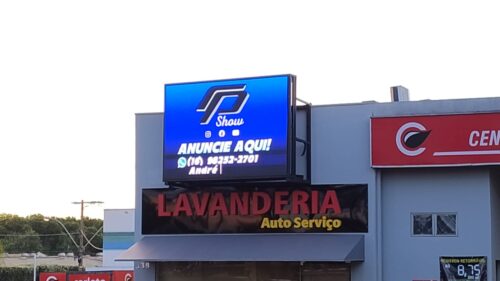 Show
ANUNCIE AQUI!
(16) 98252-2701
André
LAVANDERIA
Auto Serviço
CEN
8,75